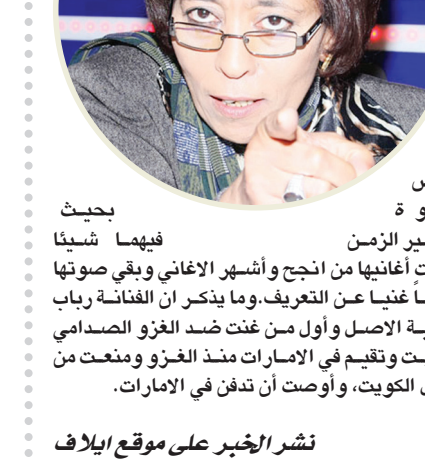 بحيث
ير الزمن فيهما شيئا
ت أغانيها من انجح وأشهر الاغاني وبقي صوتها
اً غنيا عن التعريف.وما يذكر ان الفنانة رباب
ية الاصل وأول من غنت ضد الغزو الصدامي
ت وتقيم في الامارات منذ الغزو ومنعت من
ل الكويت، وأوصت أن تدفن في الامارات.
نشر الخبر على موقع ايلاف